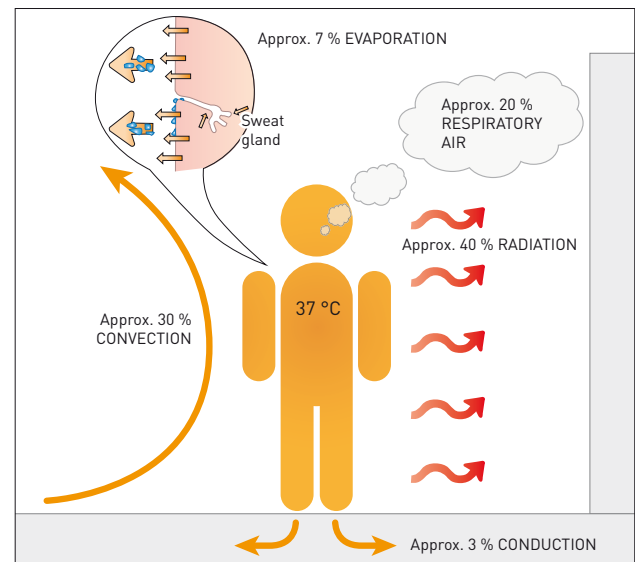 Approx. 7 % EVAPORATION
Sweat
gland
Approx. 20 %
RESPIRATORY
AIR
Approx. 40 % RADIATION
37 °C
Approx. 30 %
CONVECTION
Approx. 3 % CONDUCTION